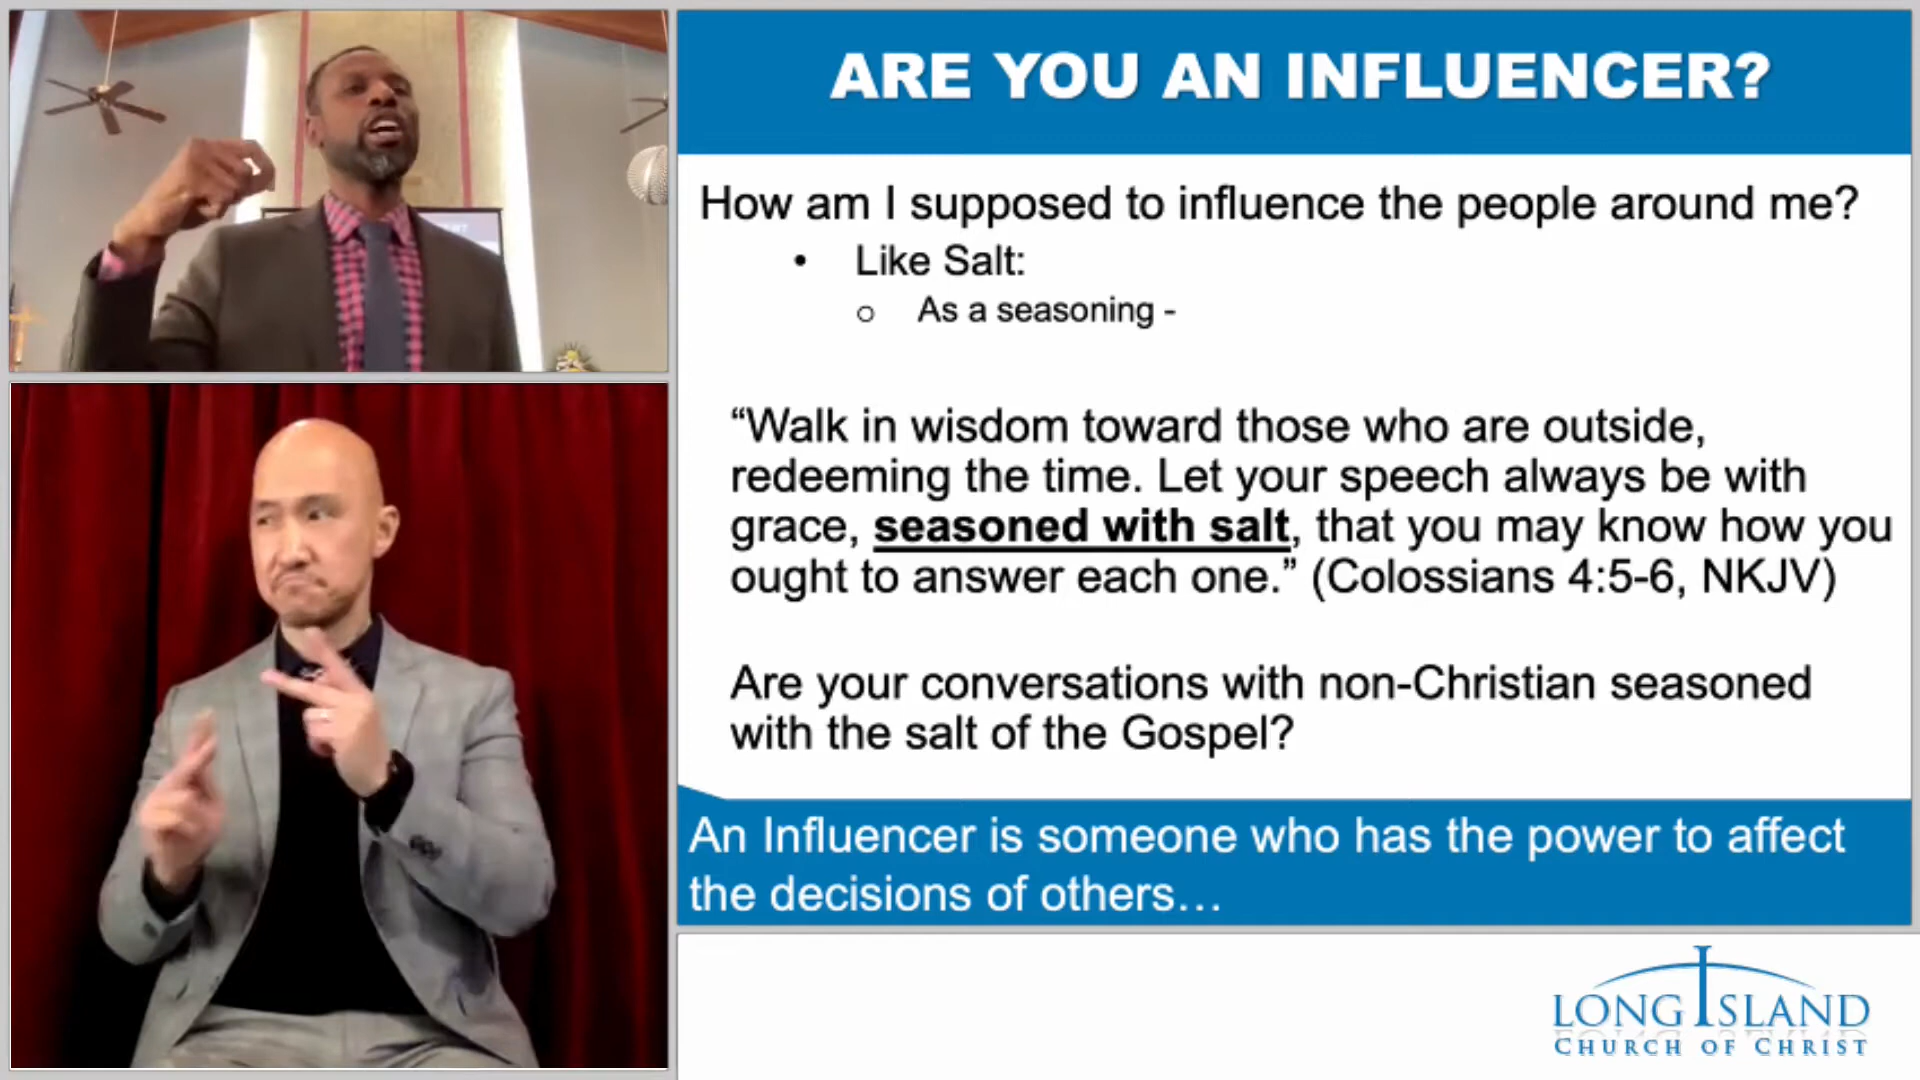 ARE YOU AN INFLUENCER?
How am I supposed to influence the people around me?
• Like Salt:
o As a seasoning -
“Walk in wisdom toward those who are outside,
redeeming the time. Let your speech always be with
grace, seasoned with salt, that you may know how you
ought to answer each one.” (Colossians 4:5-6, NKJV)
Are your conversations with non-Christian seasoned
with the salt of the Gospel?
An Influencer is someone who has the power to affect
the decisions of others…
LONG ISLAND
CHURCH OF CHRIST